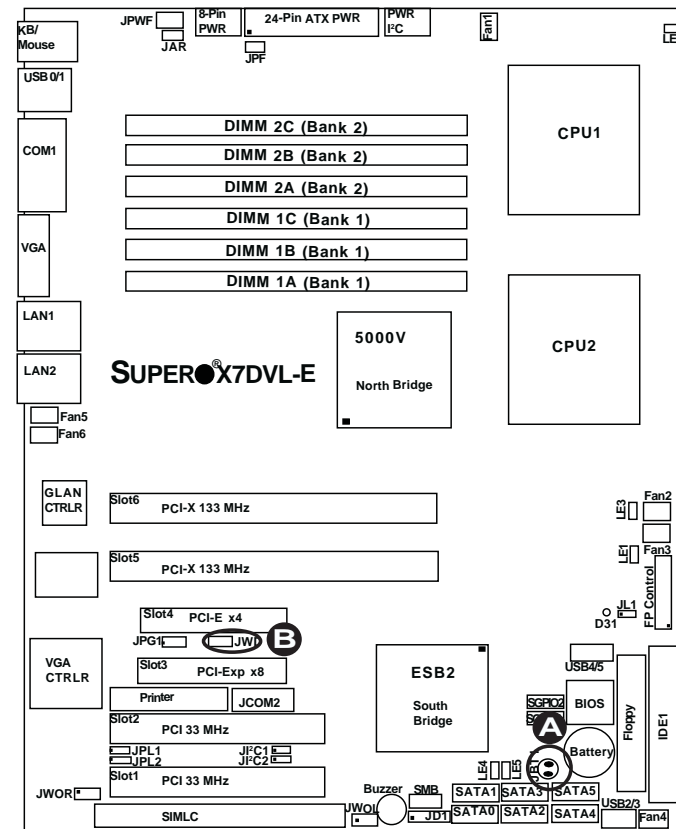 JPWF
8-Pin
PWR
24-Pin ATX PWR
PWR
I²C
Fan1
KB/
Mouse
JAR
JPF
LE
USB 0/1
COM1
VGA
LAN1
LAN2
DIMM 2C (Bank 2)
DIMM 2B (Bank 2)
DIMM 2A (Bank 2)
DIMM 1C (Bank 1)
DIMM 1B (Bank 1)
DIMM 1A (Bank 1)
CPU1
CPU2
5000V
North Bridge
SUPER®X7DVL-E
Fan5
Fan6
GLAN
CTRLR
Slot6
PCI-X 133 MHz
Slot5
PCI-X 133 MHz
LE3
Fan2
LE1
Fan3
FP Control
JL1
D31
Slot4
PCI-E x4
JPG1
JWD
B
VGA
CTRLR
Slot3
PCI-Exp x8
Printer
JCOM2
ESB2
South
Bridge
USB4/5
SGPIO2
BIOS
Floppy
IDE1
A
Battery
Slot2
PCI 33 MHz
JPL1
JPL2
JI²C1
JI²C2
LE4
LE5
JWOR
Slot1
PCI 33 MHz
Buzzer
SMB
SATA1
SATA3
SATA5
SIMLC
JWOL
JD1
SATA0
SATA2
SATA4
USB2/3
Fan4